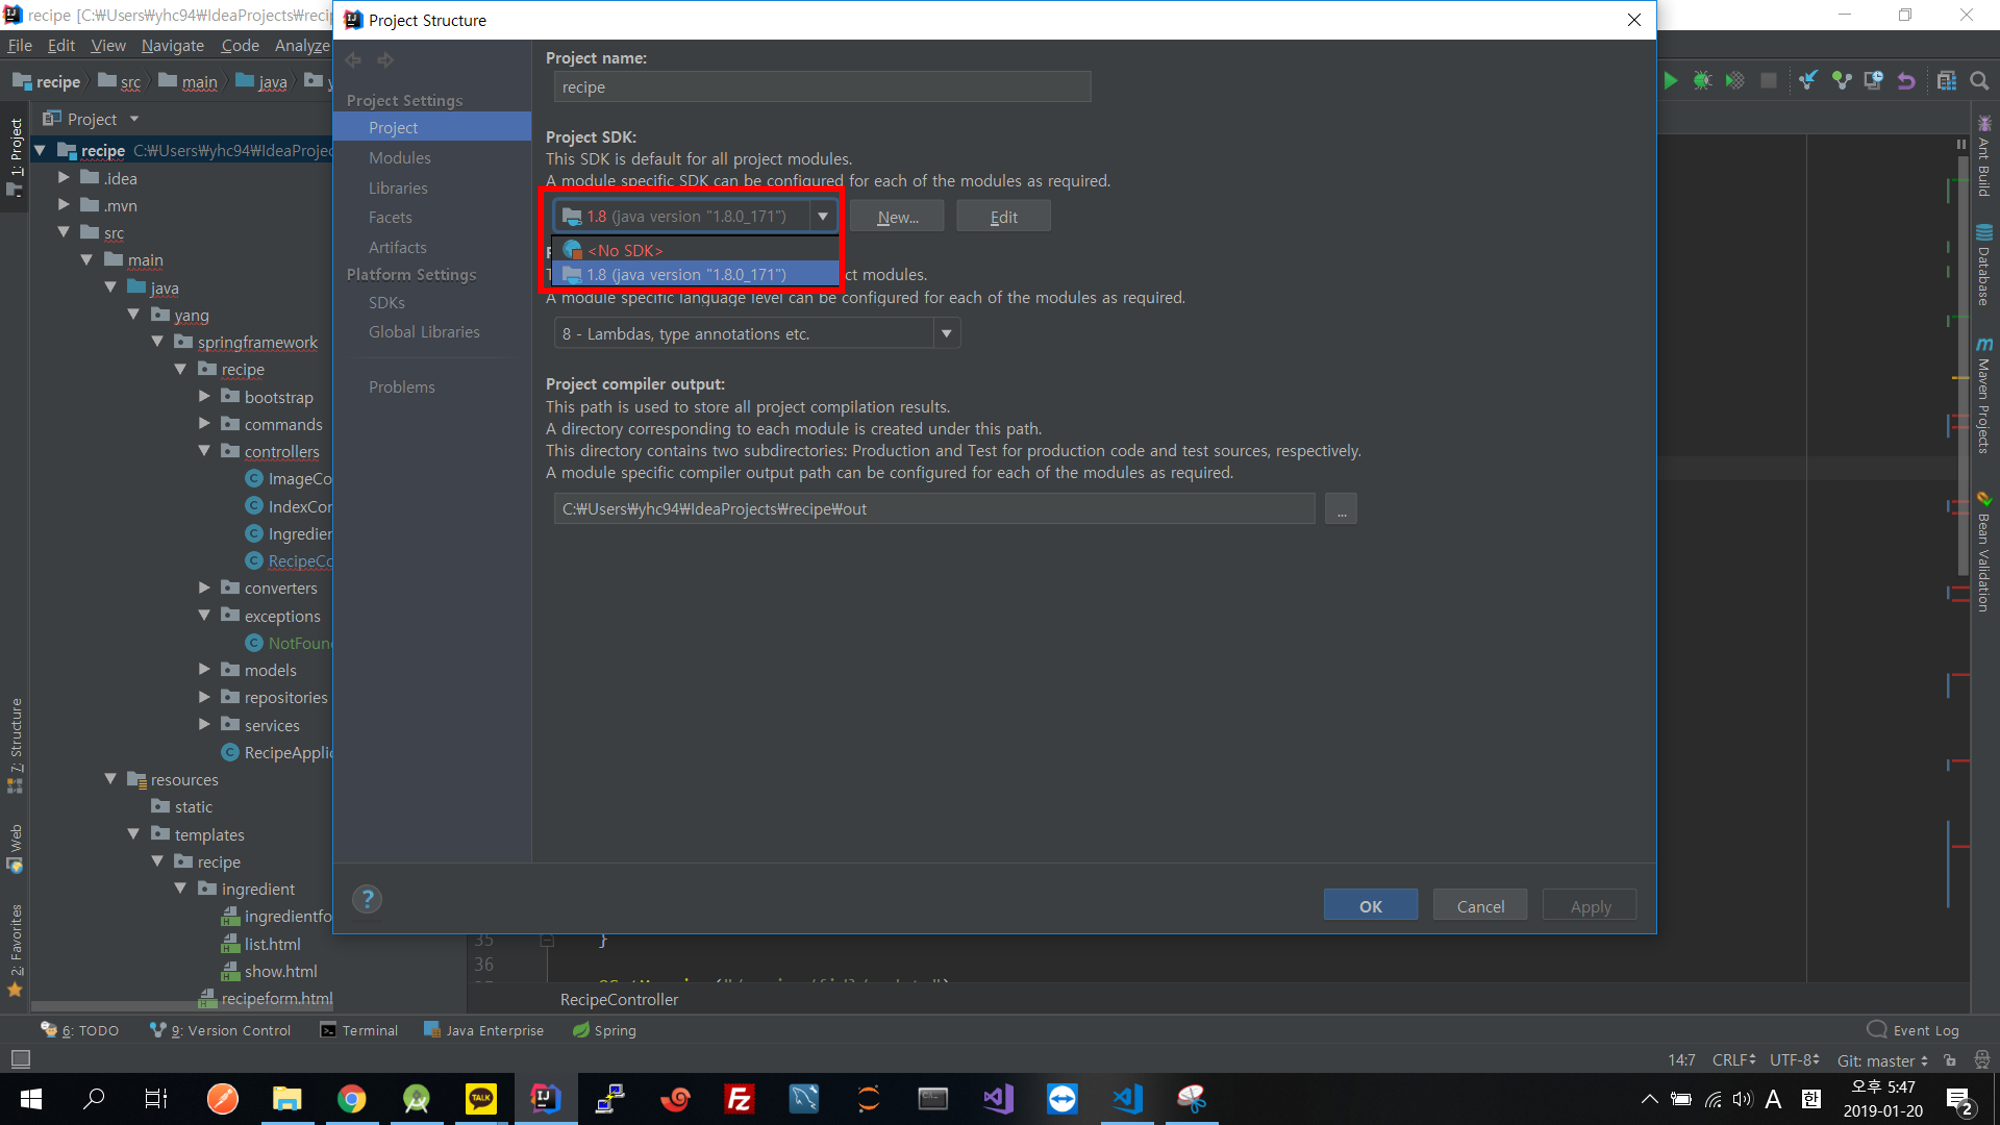 recipe [C:₩Users₩yhc94₩IdeaProjects₩reci
Project Structure
File Edit View Navigate Code Analyze
recipe src main java y
Project
1: Project
recipe C:₩Users₩yhc94₩IdeaProjec
.idea
.mvn
src
main
java
yang
springframework
recipe
bootstrap
commands
controllers
ImageCo
IndexCor
Ingredier
RecipeCo
converters
exceptions
NotFoun
models
repositories
services
RecipeApplic
resources
static
templates
recipe
ingredient
ingredientfo
list.html
show.html
recipeform.html
7: Structure
Web
2: Favorites
Project Settings
Project
Modules
Libraries
Facets
Artifacts
Platform Settings
SDKs
Global Libraries
Problems
Project name:
recipe
Project SDK:
This SDK is default for all project modules.
A module specific SDK can be configured for each of the modules as required.
1.8 (java version "1.8.0_171") New... Edit
<No SDK>
1.8 (java version "1.8.0_171") ct modules.
A module specific language level can be configured for each of the modules as required.
8 - Lambdas, type annotations etc.
Project compiler output:
This path is used to store all project compilation results.
A directory corresponding to each module is created under this path.
This directory contains two subdirectories: Production and Test for production code and test sources, respectively.
A module specific compiler output path can be configured for each of the modules as required.
C:₩Users₩yhc94₩IdeaProjects₩recipe₩out ...
? OK Cancel Apply
Ant Build
Database
Maven Projects
Bean Validation
35 }
36
RecipeController
6: TODO 9: Version Control Terminal Java Enterprise Spring Event Log
14:7 CRLF UTF-8 Git: master
TALK IJ Fz
A 한 오후 5:47
2019-01-20 2